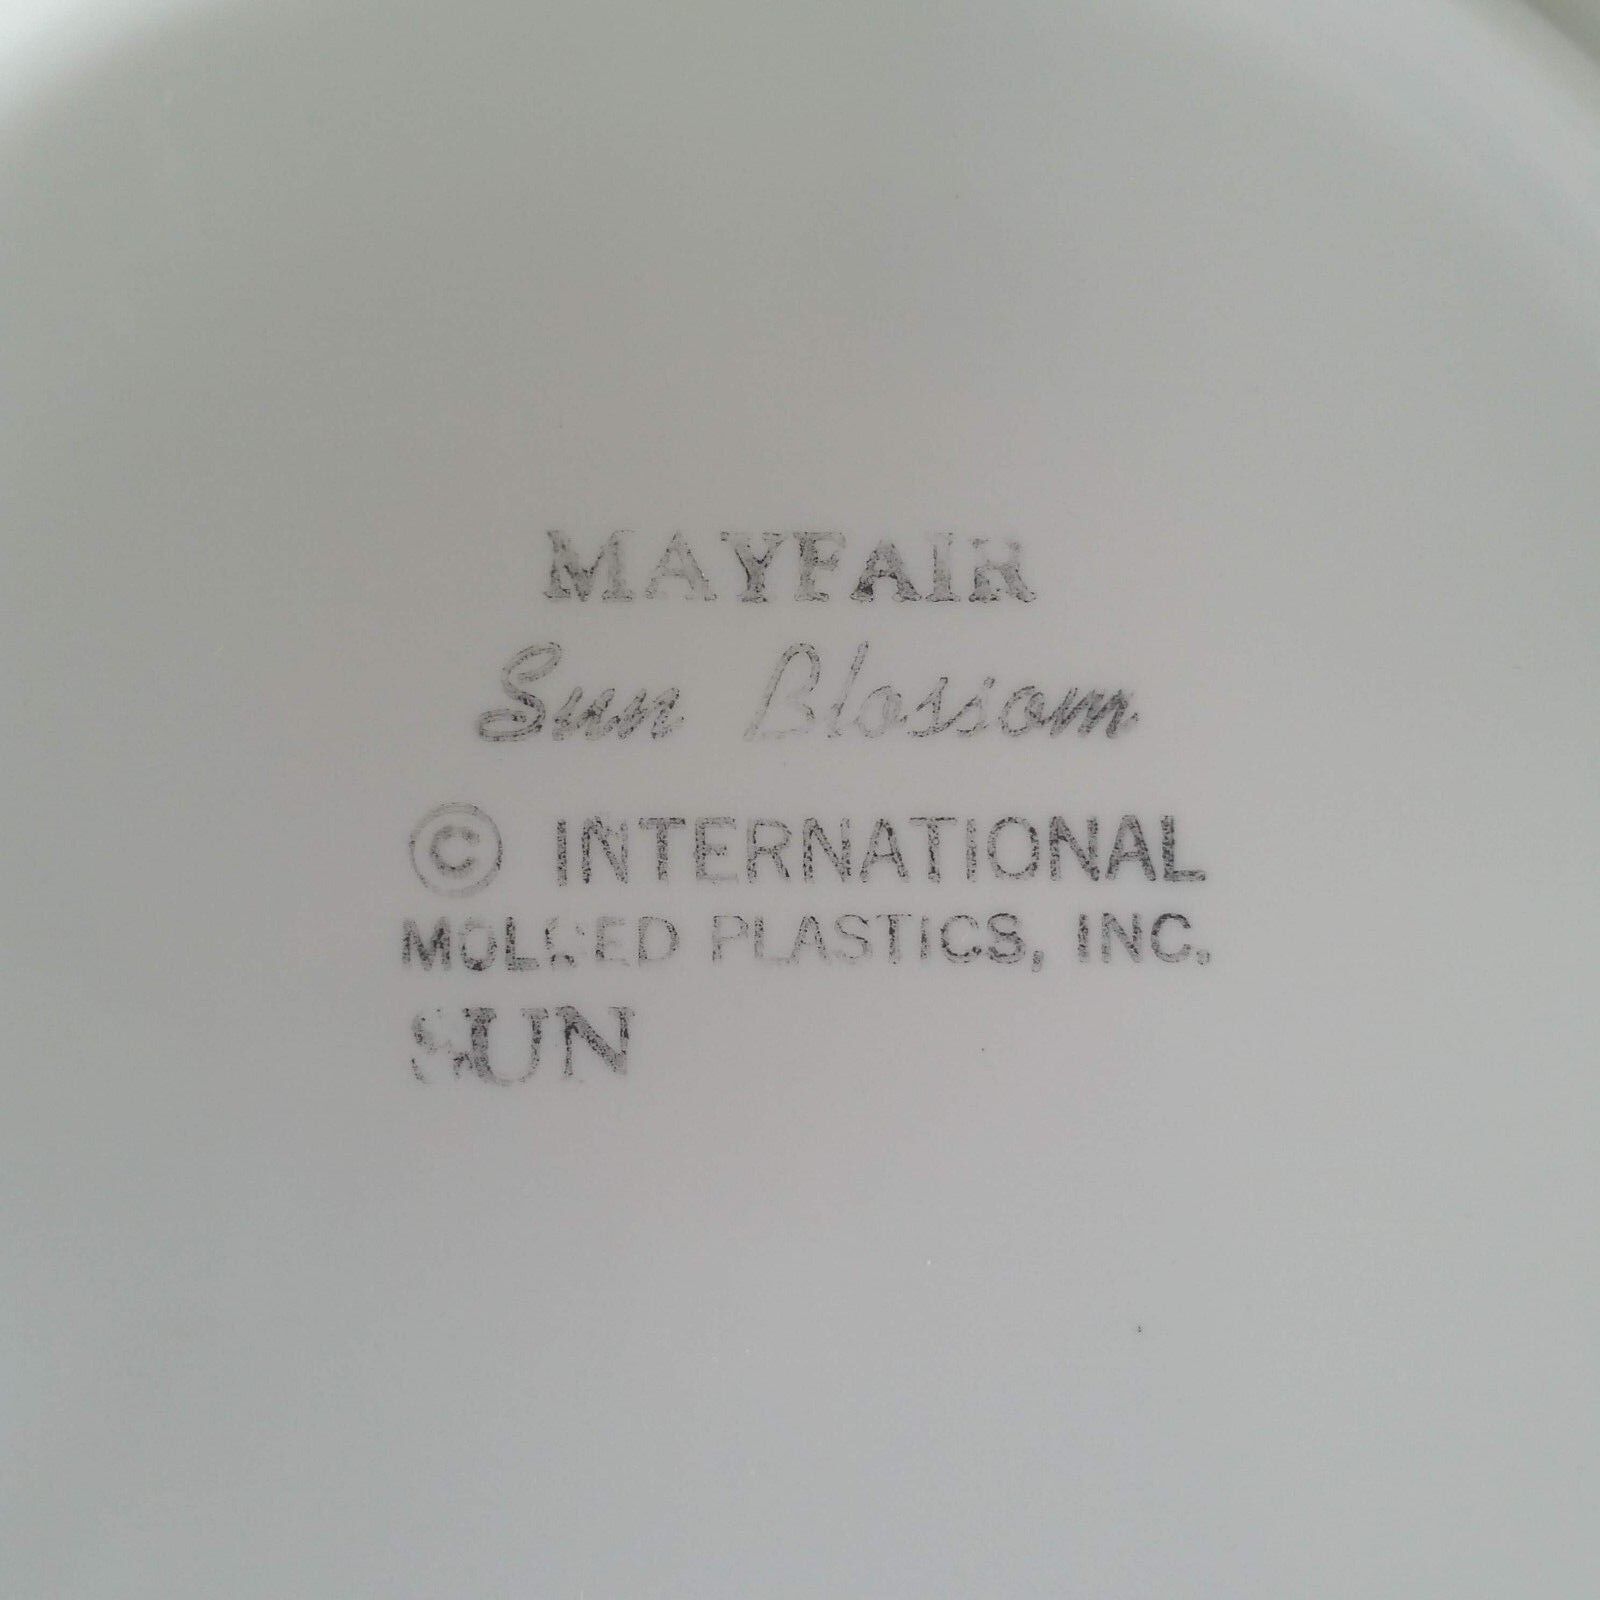 MAYFAIR
Sun Blossom
© INTERNATIONAL
MOLDED PLASTICS, INC.
SUN